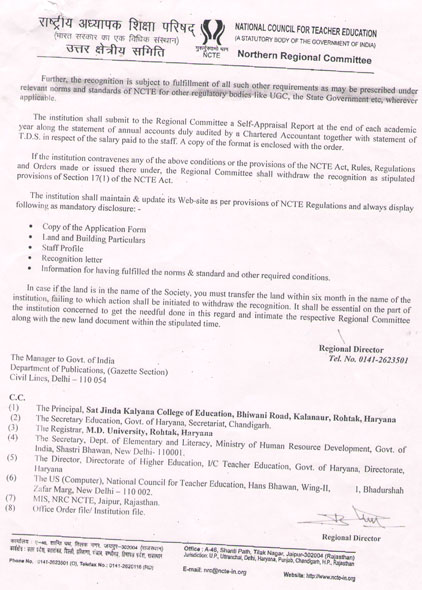 राष्ट्रीय अध्यापक शिक्षा परिषद्
(भारत सरकार का एक विधिक संस्थान)
उत्तर क्षेत्रीय समिति
NCTE
NATIONAL COUNCIL FOR TEACHER EDUCATION
(A STATUTORY BODY OF THE GOVERNMENT OF INDIA)
Northern Regional Committee
Further, the recognition is subject to fulfillment of all such other requirements as may be prescribed under
relevant norms and standards of NCTE for other regulatory bodies like UGC, the State Government etc, wherever
applicable.
The institution shall submit to the Regional Committee a Self-Appraisal Report at the end of each academic
year along the statement of annual accounts duly audited by a Chartered Accountant together with statement of
T.D.S. in respect of the salary paid to the staff. A copy of the format is enclosed with the order.
If the institution contravenes any of the above conditions or the provisions of the NCTE Act, Rules, Regulations
and Orders made or issued there under, the Regional Committee shall withdraw the recognition as stipulated
provisions of Section 17(1) of the NCTE Act.
The institution shall maintain & update its Web-site as per provisions of NCTE Regulations and always display
following as mandatory disclosure: -
• Copy of the Application Form
• Land and Building Particulars
• Staff Profile
• Recognition letter
• Information for having fulfilled the norms & standard and other required conditions.
In case if the land is in the name of the Society, you must transfer the land within six month in the name of the
institution, failing to which action shall be initiated to withdraw the recognition. It shall be essential on the part of
the institution concerned to get the needful done in this regard and intimate the respective Regional Committee
along with the new land document within the stipulated time.
Regional Director
Tel. No. 0141-2623501
The Manager to Govt. of India
Department of Publications, (Gazette Section)
Civil Lines, Delhi – 110 054
C.C.
(1) The Principal, Sat Jinda Kalyana College of Education, Bhiwani Road, Kalanaur, Rohtak, Haryana
(2) The Secretary Education, Govt. of Haryana, Secretariat, Chandigarh.
(3) The Registrar, M.D. University, Rohtak, Haryana
(4) The Secretary, Dept. of Elementary and Literacy, Ministry of Human Resource Development, Govt. of
India, Shastri Bhawan, New Delhi- 110001.
(5) The Director, Directorate of Higher Education, I/C Teacher Education, Govt. of Haryana, Directorate,
Haryana
(6) The US (Computer), National Council for Teacher Education, Hans Bhawan, Wing-II, 1, Bhadurshah
Zafar Marg, New Delhi – 110 002.
(7) MIS, NRC NCTE, Jaipur, Rajasthan.
(8) Office Order file/ Institution file.
Regional Director
कार्यालय : ए-46, शान्ति पथ, तिलक नगर, जयपुर-302004 (राजस्थान)
Office : A-46, Shanti Path, Tilak Nagar, Jaipur-302004 (Rajasthan)
Jurisdiction: U.P., Uttranchal, Delhi, Haryana, Punjab, Chandigarh, H.P., Rajasthan
Phone No. 0141-2623501 (O), Telefax No.: 0141-2620116 (RD)
E-mail: nrc@ncte-in.org
Website: http://www.ncte-in.org